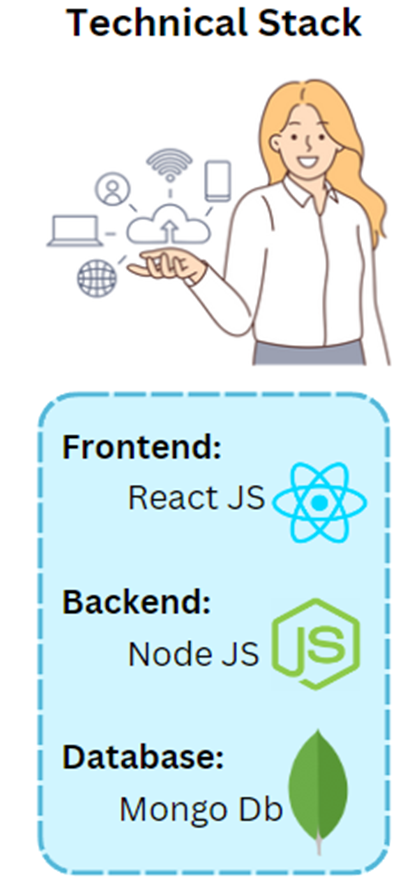 Technical Stack
Frontend:
React JS
Backend:
Node JS
JS
Database:
Mongo Db